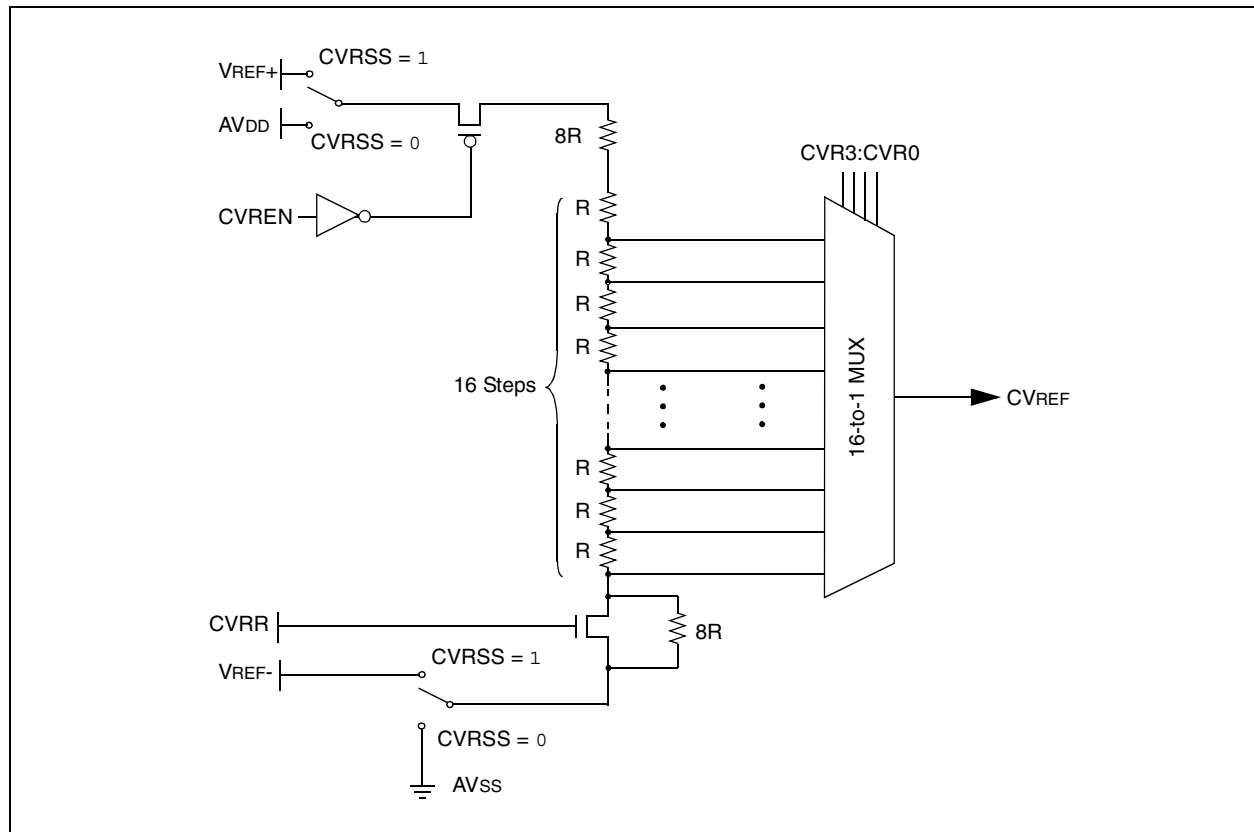 CVRSS = 1
VREF+
AVDD
CVRSS = 0
8R
CVR3:CVR0
CVREN
R
R
R
R
16 Steps
16-to-1 MUX
CVREF
R
R
R
CVRR
8R
CVRSS = 1
VREF-
CVRSS = 0
AVSS